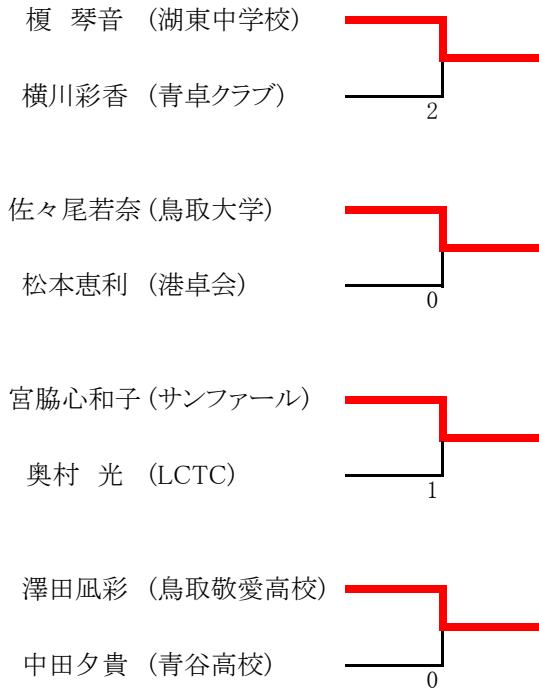 榎　琴音　(湖東中学校)
横川彩香　(青卓クラブ)
2
佐々尾若奈 (鳥取大学)
松本恵利　(港卓会)
0
宮脇心和子 (サンファール)
奥村　光　(LCTC)
1
澤田凪彩　(鳥取敬愛高校)
中田夕貴　(青谷高校)
0